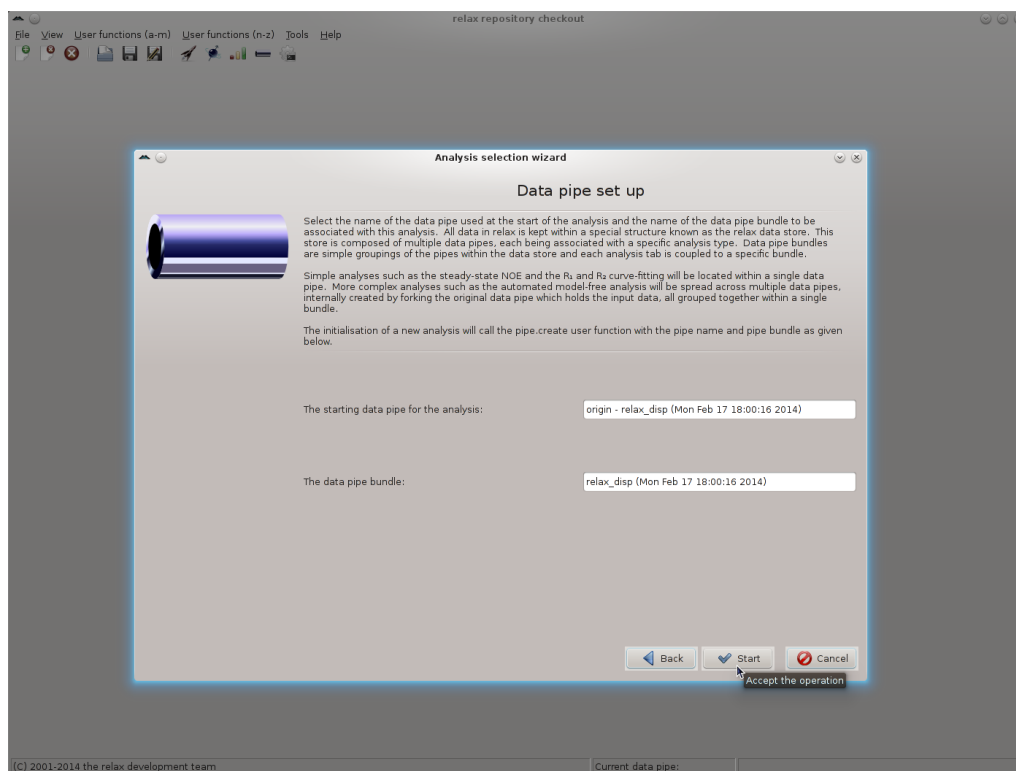 relax repository checkout
File View User functions (a-m) User functions (n-z) Tools Help
Analysis selection wizard
Data pipe set up
Select the name of the data pipe used at the start of the analysis and the name of the data pipe bundle to be
associated with this analysis. All data in relax is kept within a special structure known as the relax data store. This
store is composed of multiple data pipes, each being associated with a specific analysis type. Data pipe bundles
are simple groupings of the pipes within the data store and each analysis tab is coupled to a specific bundle.
Simple analyses such as the steady-state NOE and the R₁ and R₂ curve-fitting will be located within a single data
pipe. More complex analyses such as the automated model-free analysis will be spread across multiple data pipes,
internally created by forking the original data pipe which holds the input data, all grouped together within a single
bundle.
The initialisation of a new analysis will call the pipe.create user function with the pipe name and pipe bundle as given
below.
The starting data pipe for the analysis: origin - relax_disp (Mon Feb 17 18:00:16 2014)
The data pipe bundle: relax_disp (Mon Feb 17 18:00:16 2014)
Back Start Cancel
Accept the operation
(C) 2001-2014 the relax development team Current data pipe: